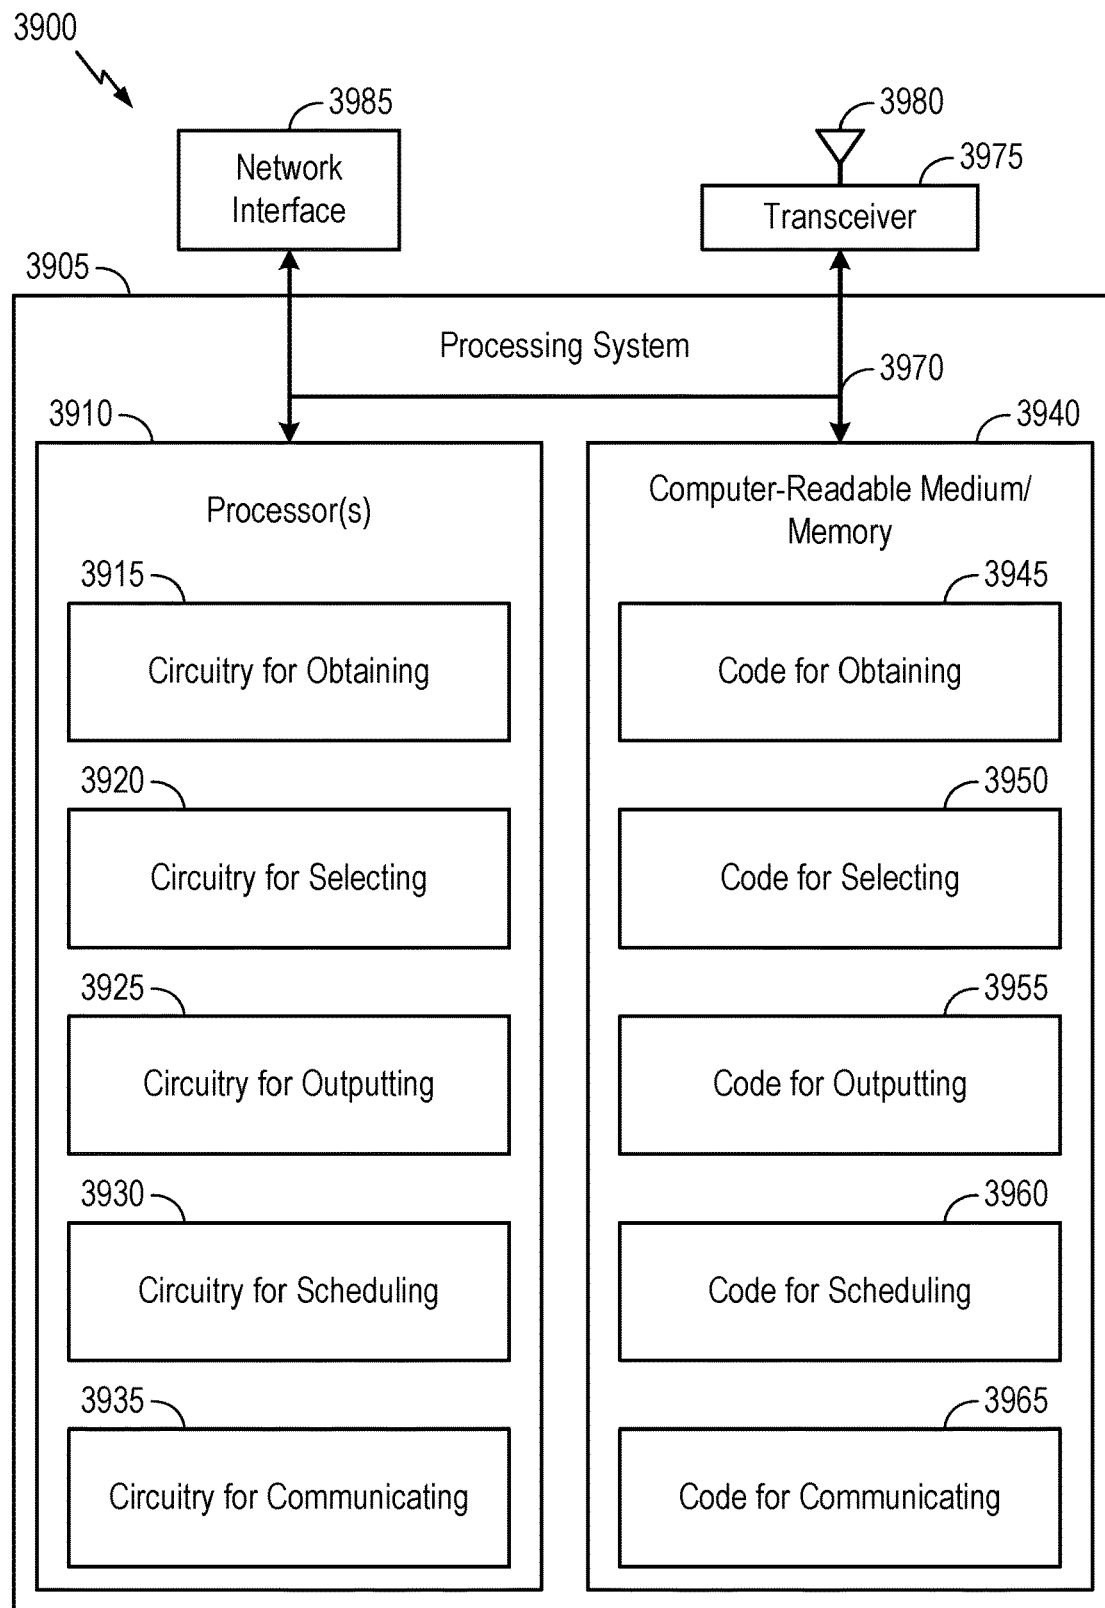 3900
3985
Network
Interface
3980
3975
Transceiver
3905
Processing System
3970
3910
Processor(s)
3915
Circuitry for Obtaining
3920
Circuitry for Selecting
3925
Circuitry for Outputting
3930
Circuitry for Scheduling
3935
Circuitry for Communicating
3940
Computer-Readable Medium/
Memory
3945
Code for Obtaining
3950
Code for Selecting
3955
Code for Outputting
3960
Code for Scheduling
3965
Code for Communicating